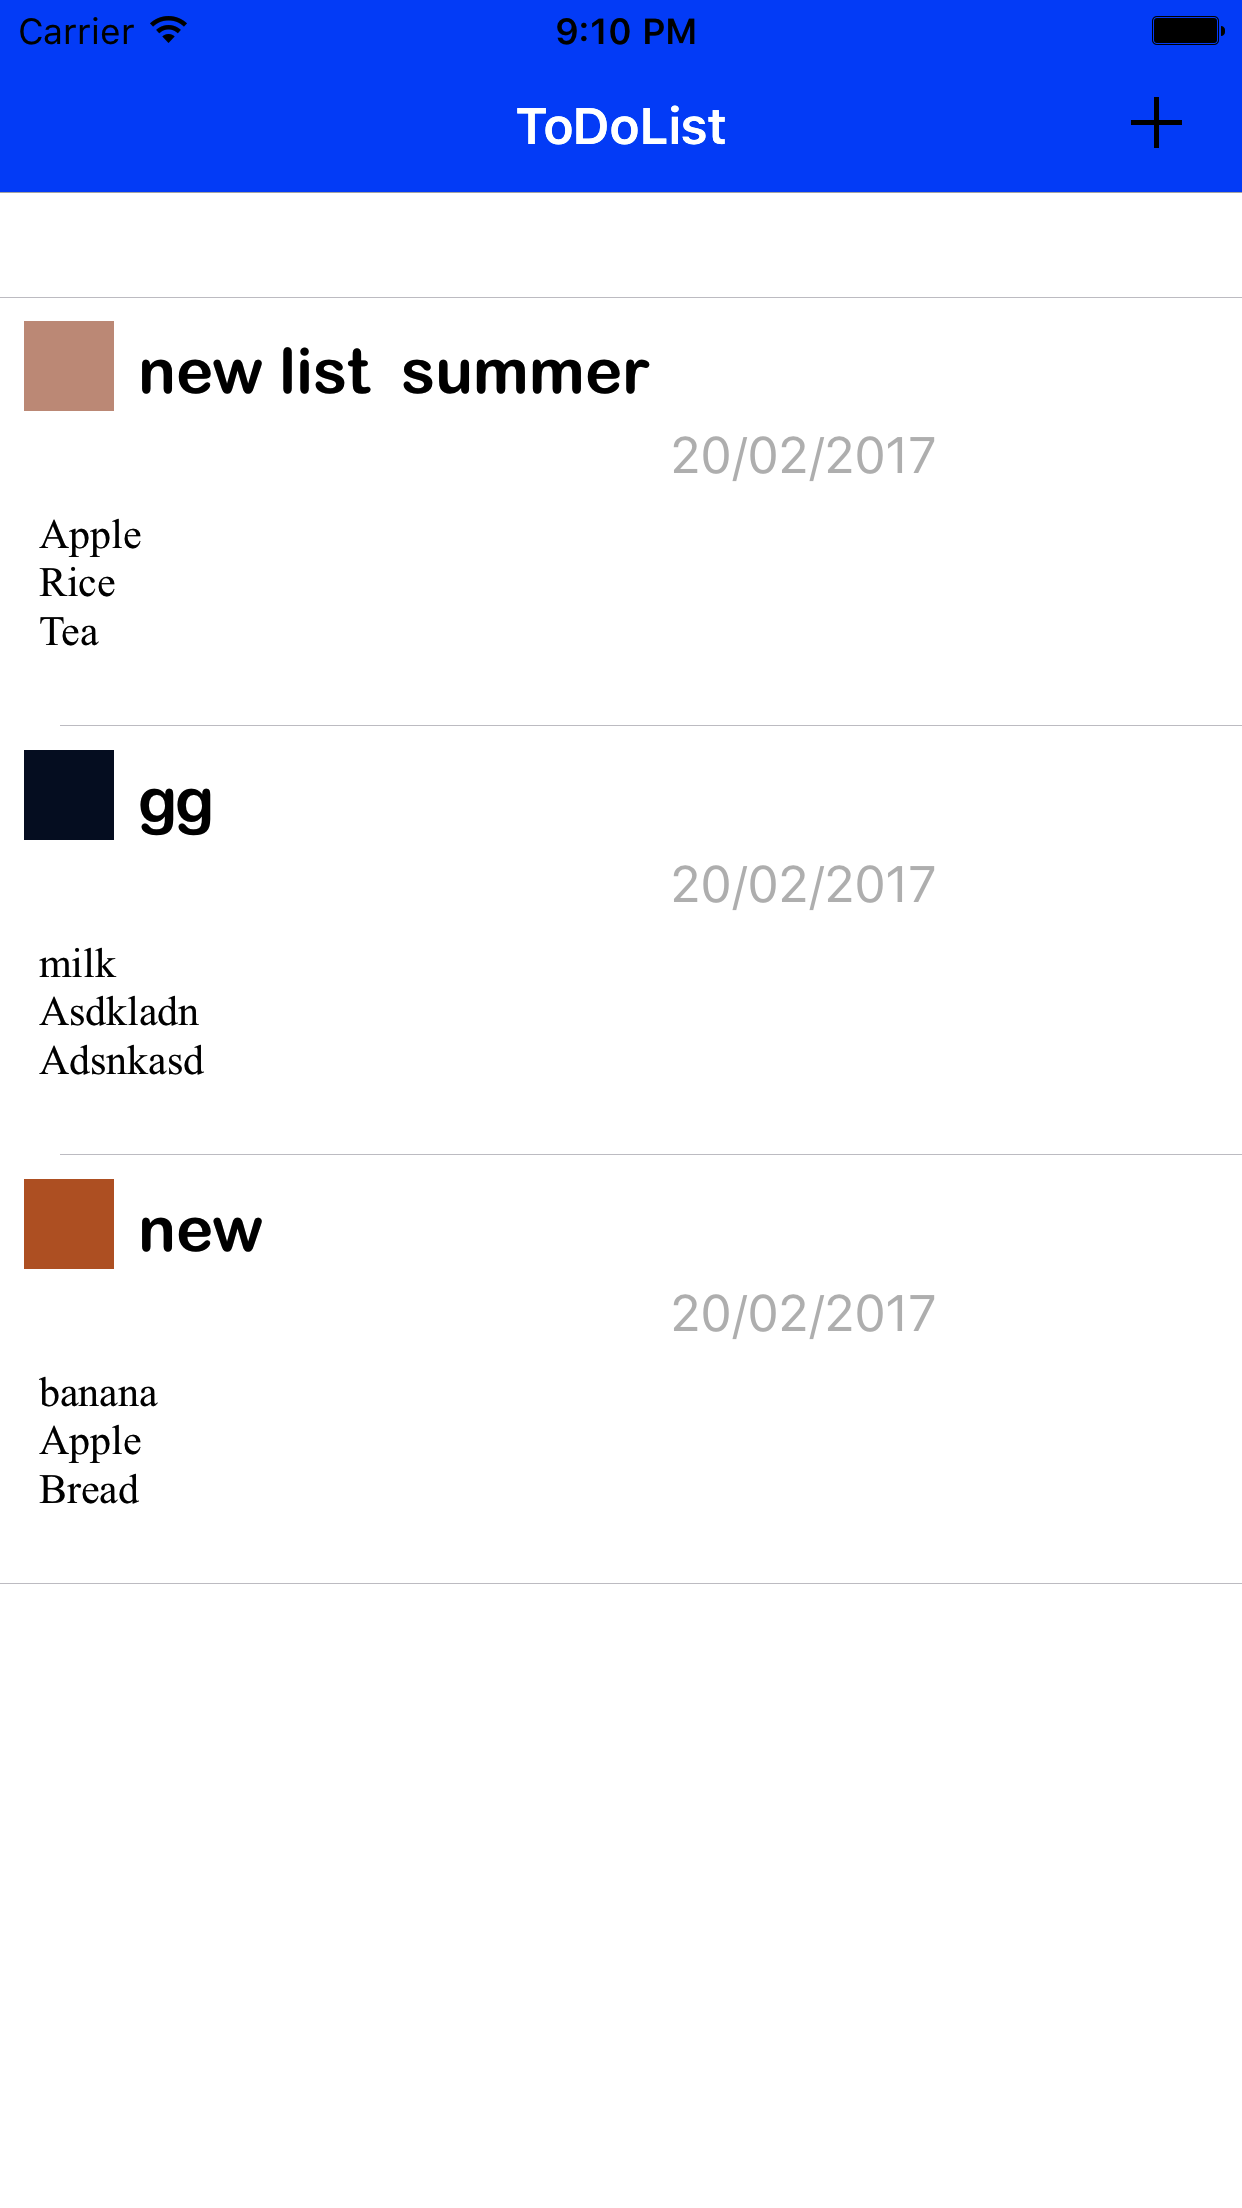 Carrier 9:10 PM
ToDoList
new list  summer
20/02/2017
Apple
Rice
Tea
gg
20/02/2017
milk
Asdkladn
Adsnkasd
new
20/02/2017
banana
Apple
Bread